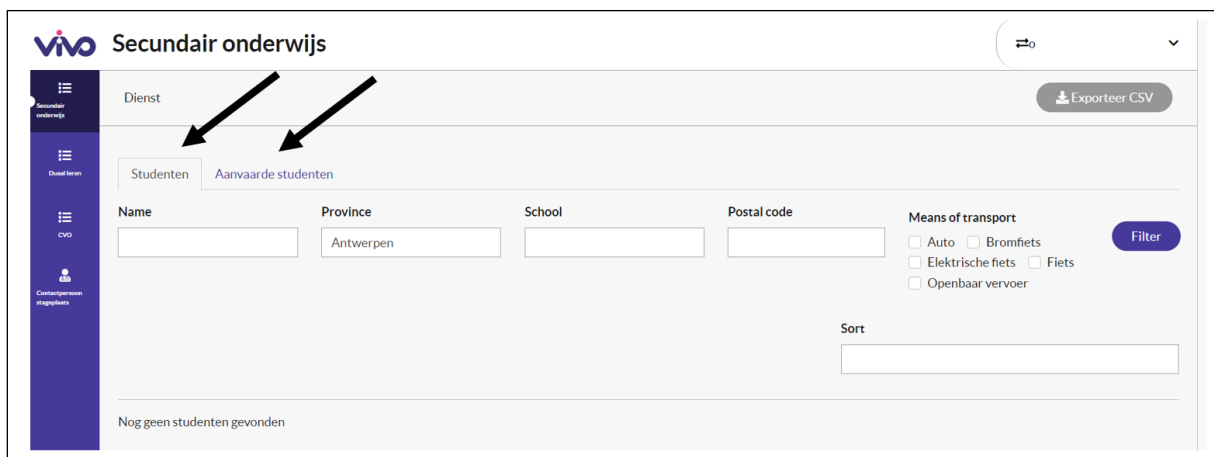 vivo Secundair onderwijs
⇄0
Secundair
onderwijs
Dienst
Exporteer CSV
Duaal leren
Studenten Aanvaarde studenten
CVO
Name Province School Postal code Means of transport
Antwerpen
Auto Bromfiets
Filter
Elektrische fiets Fiets
Openbaar vervoer
Contactpersoon
stageplaats
Sort
Nog geen studenten gevonden